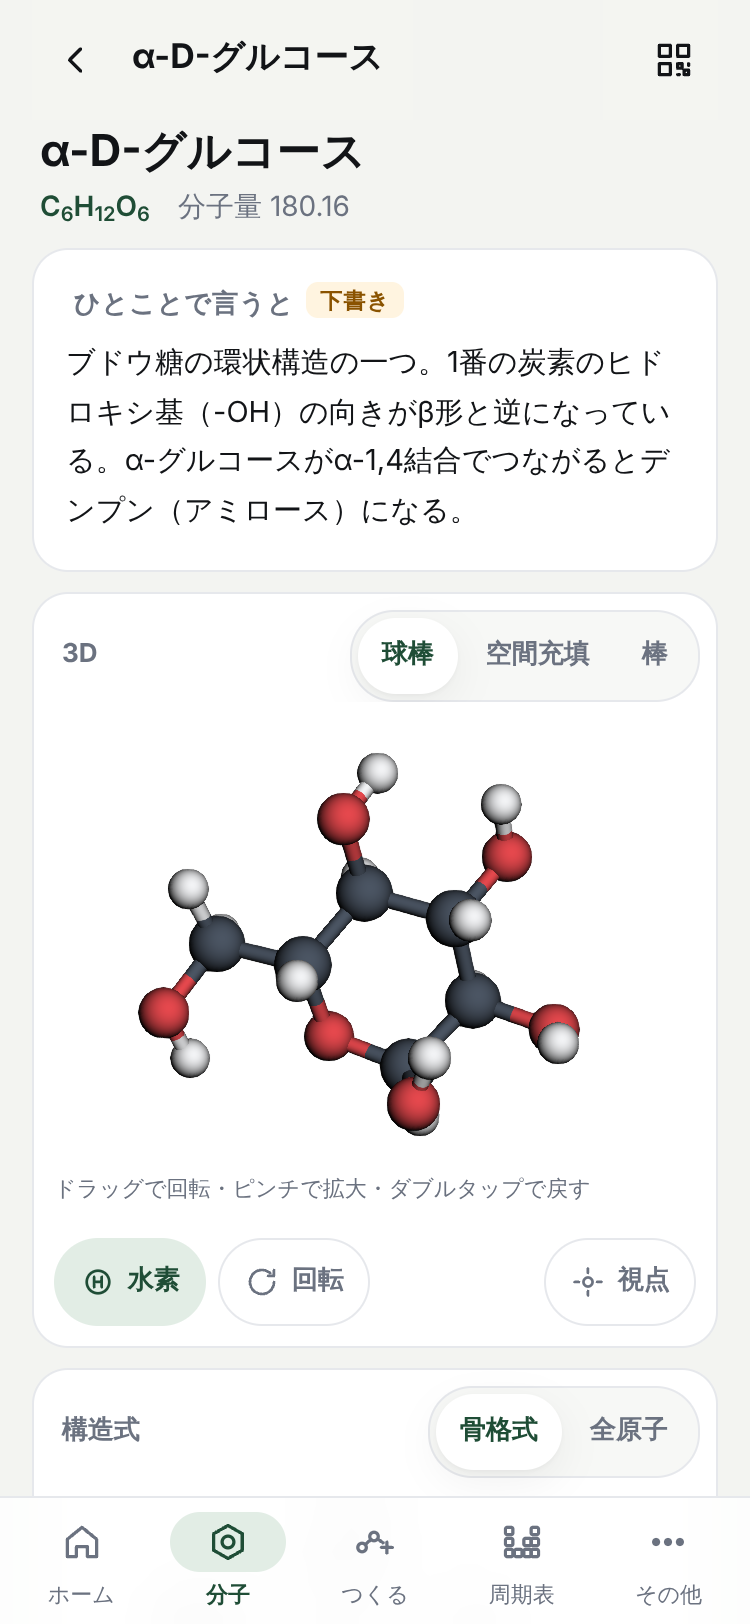 α-D-グルコース
α-D-グルコース
C₆H₁₂O₆ 分子量 180.16
ひとことで言うと 下書き
ブドウ糖の環状構造の一つ。1番の炭素のヒド
ロキシ基（-OH）の向きがβ形と逆になってい
る。α-グルコースがα-1,4結合でつながるとデ
ンプン（アミロース）になる。
3D 球棒 空間充填 棒
ドラッグで回転・ピンチで拡大・ダブルタップで戻す
H 水素 回転 視点
構造式 骨格式 全原子
ホーム 分子 つくる 周期表 その他